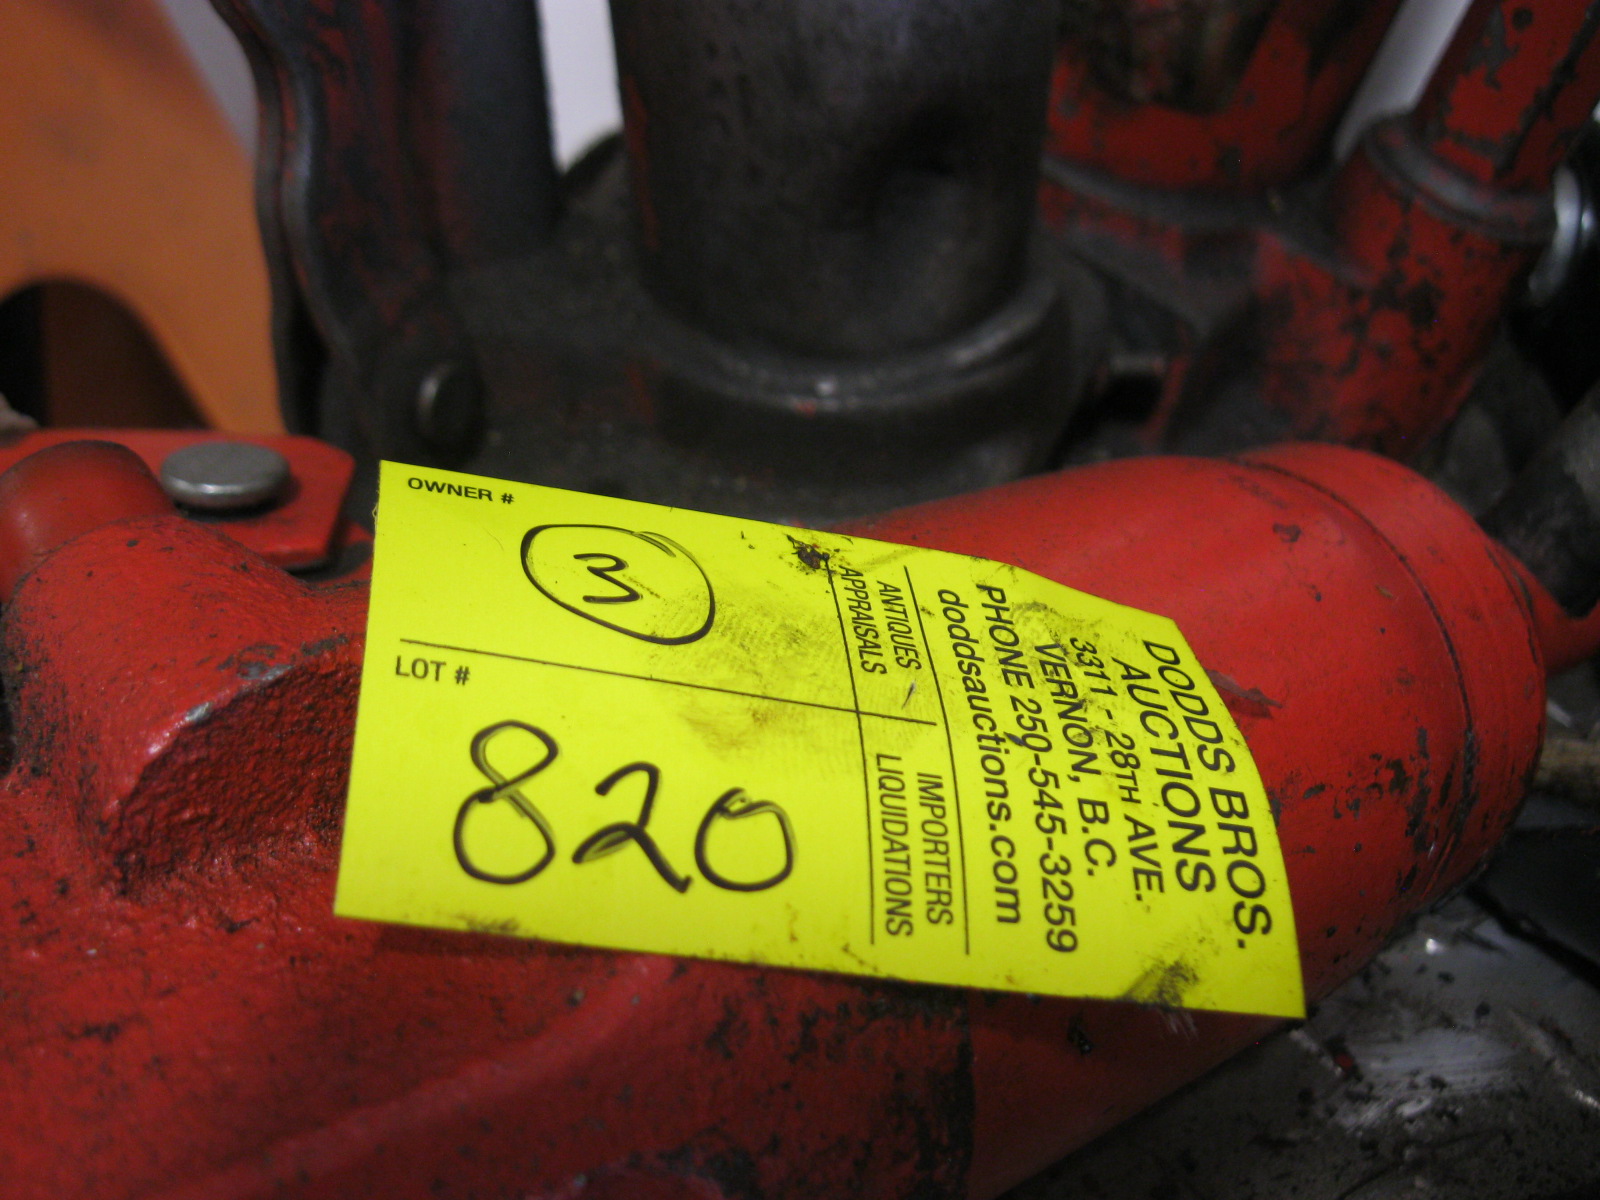 OWNER #
3
LOT #
820
DODDS BROS.
AUCTIONS
3311 - 28TH AVE.
VERNON, B.C.
PHONE 250-545-3259
doddsauctions.com
ANTIQUES
APPRAISALS
IMPORTERS
LIQUIDATIONS